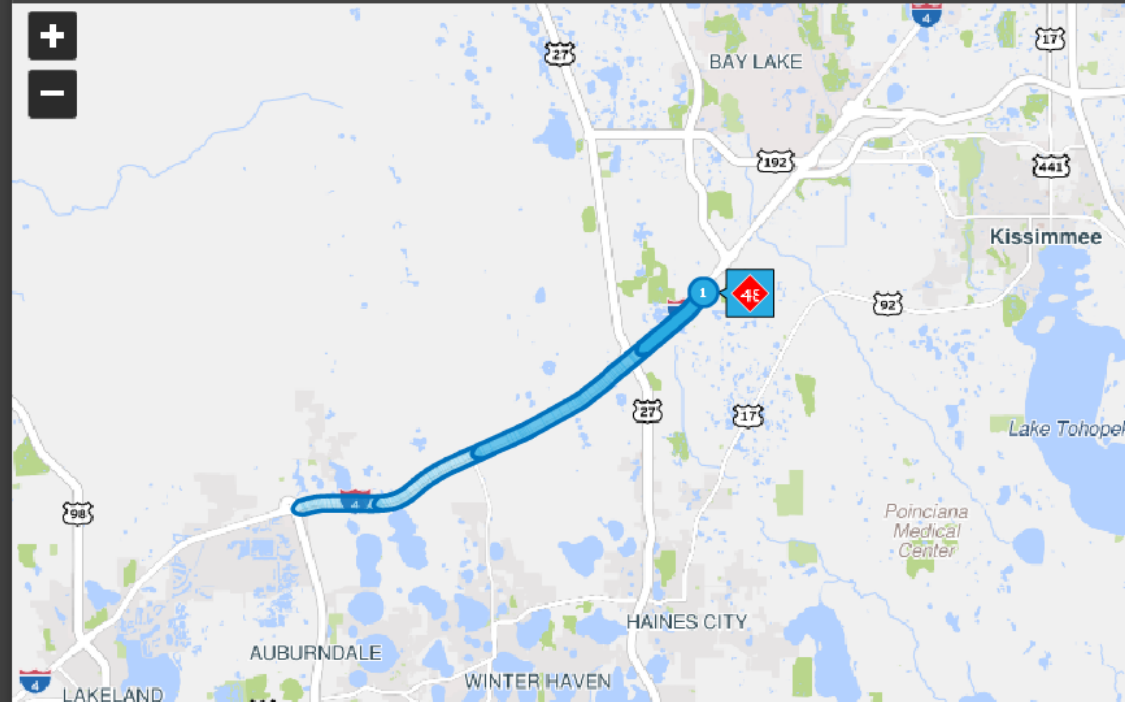 +
−
27
BAY LAKE
4
17
192
441
Kissimmee
1
48
92
27
17
Lake Tohopek
98
4
Poinciana
Medical
Center
HAINES CITY
AUBURNDALE
WINTER HAVEN
4
LAKELAND